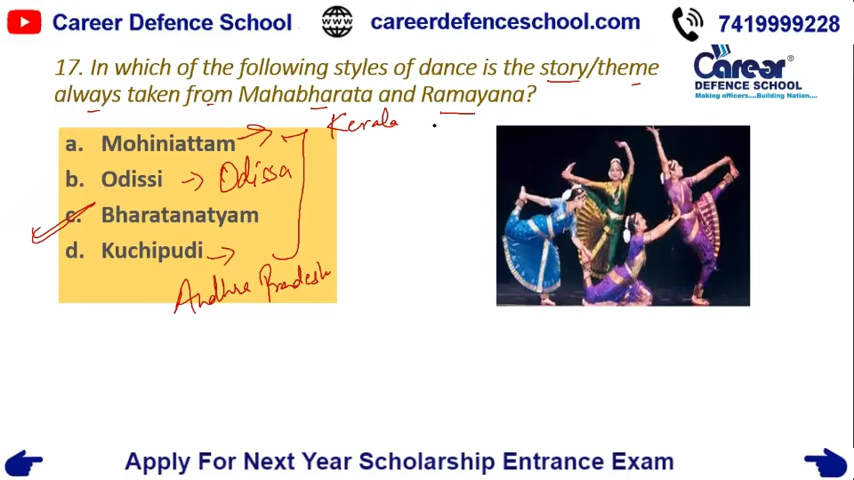 Career Defence School
careerdefenceschool.com
7419999228
17. In which of the following styles of dance is the story/theme
always taken from Mahabharata and Ramayana?
Career
DEFENCE SCHOOL
Making officers....Building Nation....
a. Mohiniattam
Kerala
b. Odissi
Odissa
c. Bharatanatyam
d. Kuchipudi
Andhra Pradesh
Apply For Next Year Scholarship Entrance Exam